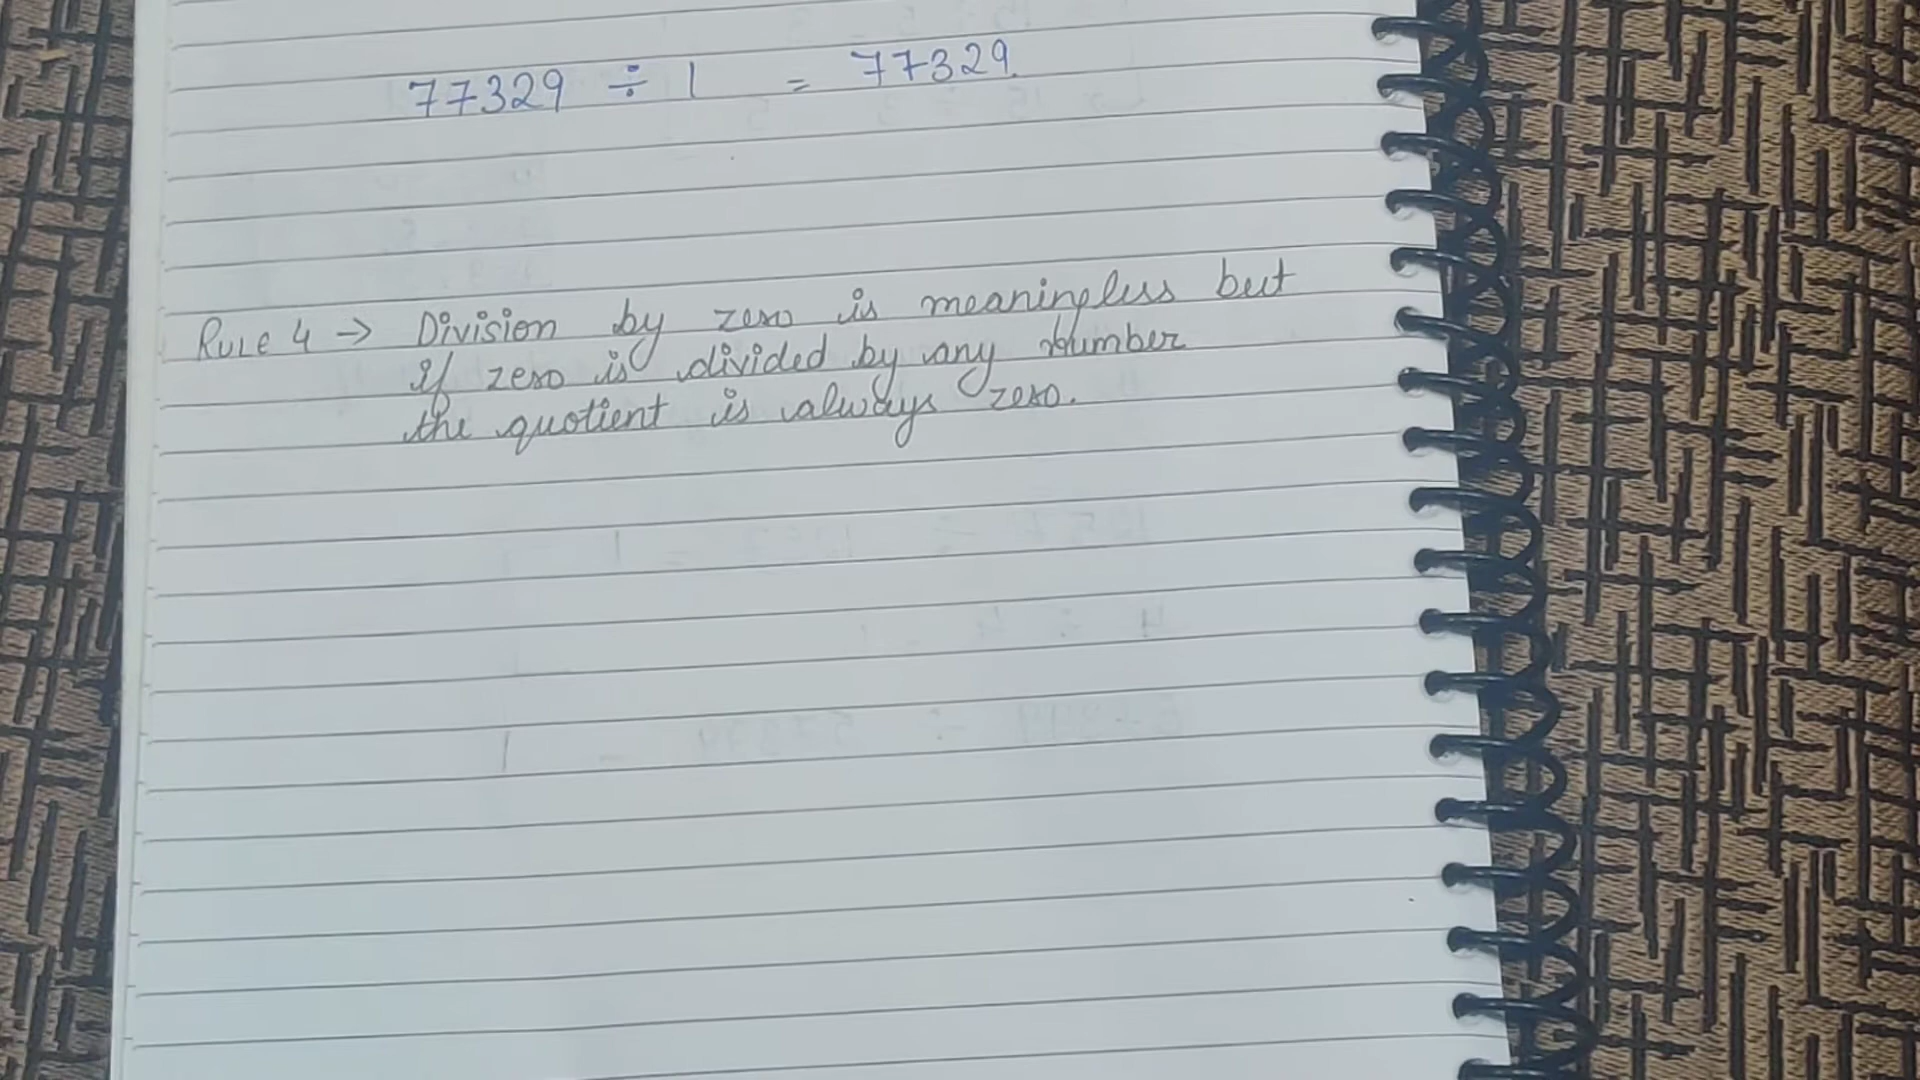 77329 ÷ 1 = 77329.
Rule 4 → Division by zero is meaningless but
if zero is divided by any number
the quotient is always zero.